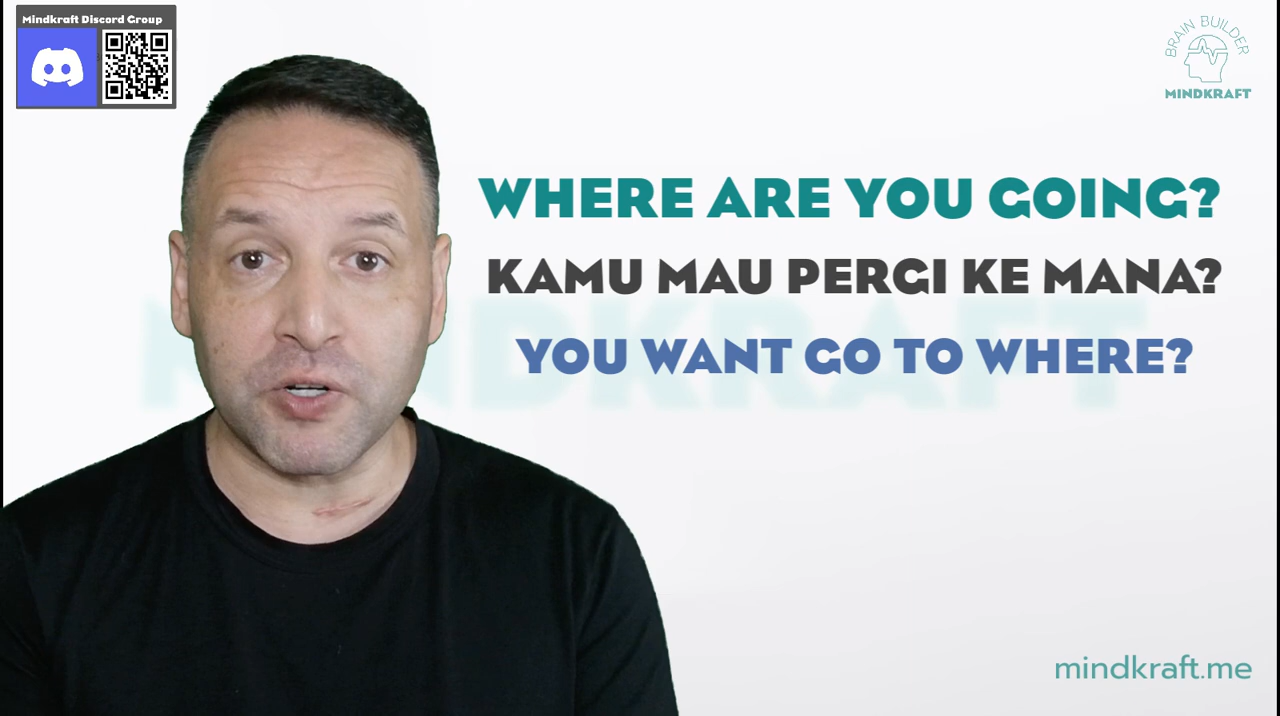 Mindkraft Discord Group
BRAIN BUILDER
MINDKRAFT
WHERE ARE YOU GOING?
KAMU MAU PERGI KE MANA?
YOU WANT GO TO WHERE?
MINDKRAFT
mindkraft.me